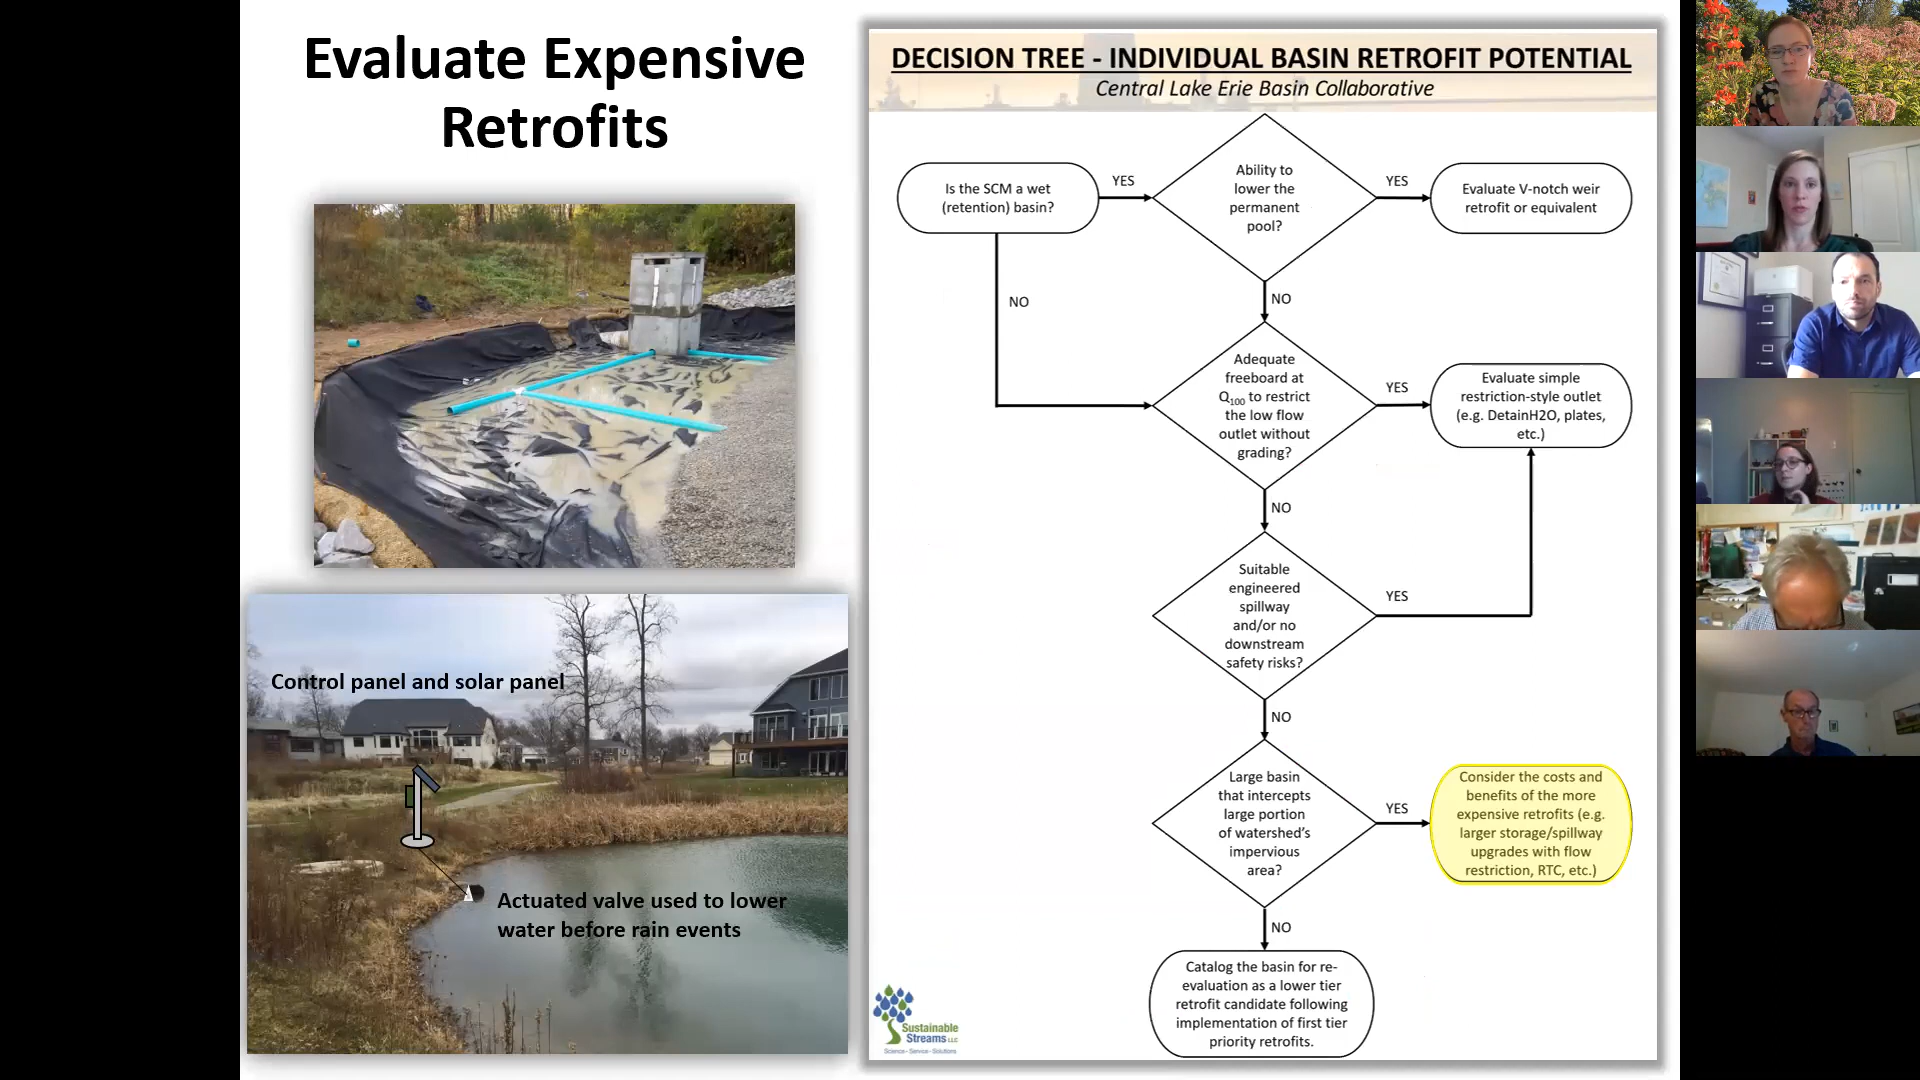 Evaluate Expensive
Retrofits
Control panel and solar panel
Actuated valve used to lower
water before rain events
DECISION TREE - INDIVIDUAL BASIN RETROFIT POTENTIAL
Central Lake Erie Basin Collaborative
Is the SCM a wet
(retention) basin?
YES
Ability to
lower the
permanent
pool?
YES
Evaluate V-notch weir
retrofit or equivalent
NO
NO
Adequate
freeboard at
Q100 to restrict
the low flow
outlet without
grading?
YES
Evaluate simple
restriction-style outlet
(e.g. DetainH2O, plates,
etc.)
NO
Suitable
engineered
spillway
and/or no
downstream
safety risks?
YES
NO
Large basin
that intercepts
large portion
of watershed's
impervious
area?
YES
Consider the costs and
benefits of the more
expensive retrofits (e.g.
larger storage/spillway
upgrades with flow
restriction, RTC, etc.)
NO
Catalog the basin for re-
evaluation as a lower tier
retrofit candidate following
implementation of first tier
priority retrofits.
Sustainable
Streams LLC
Science - Service - Solutions